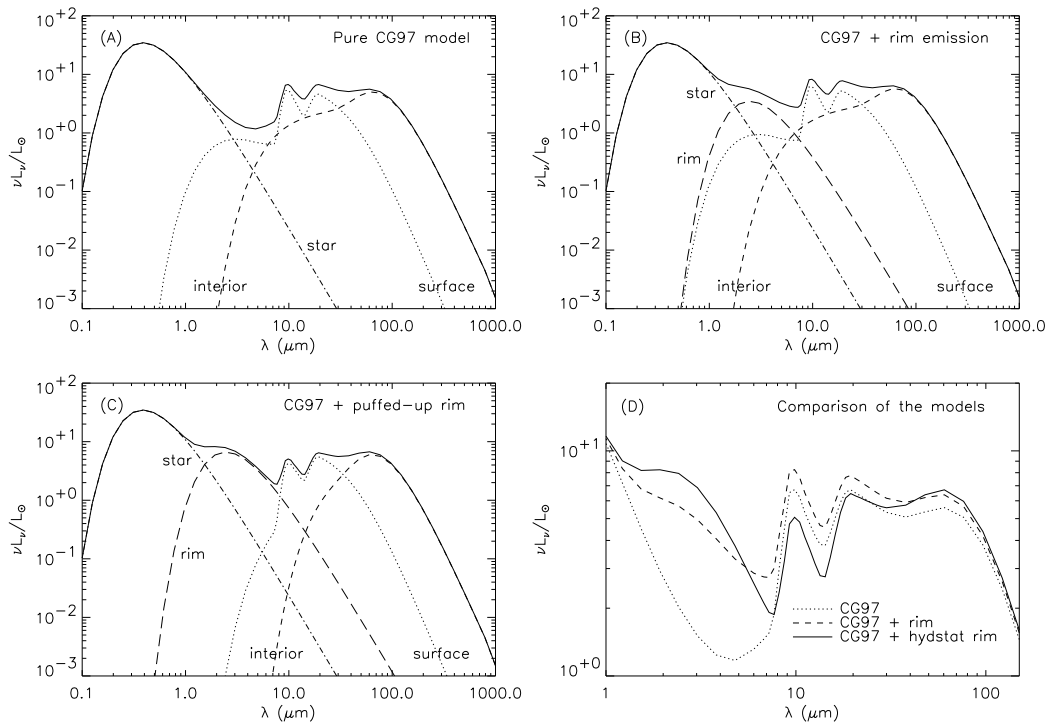 (A) Pure CG97 model
10+2
10+1
10+0
10−1
10−2
10−3
νLν/L⊙
star
interior
surface
0.1 1.0 10.0 100.0 1000.0
λ (μm)
(B) CG97 + rim emission
10+2
10+1
10+0
10−1
10−2
10−3
νLν/L⊙
star
rim
interior
surface
0.1 1.0 10.0 100.0 1000.0
λ (μm)
(C) CG97 + puffed−up rim
10+2
10+1
10+0
10−1
10−2
10−3
νLν/L⊙
star
rim
interior
surface
0.1 1.0 10.0 100.0 1000.0
λ (μm)
(D) Comparison of the models
10+1
10+0
νLν/L⊙
CG97
CG97 + rim
CG97 + hydstat rim
1 10 100
λ (μm)